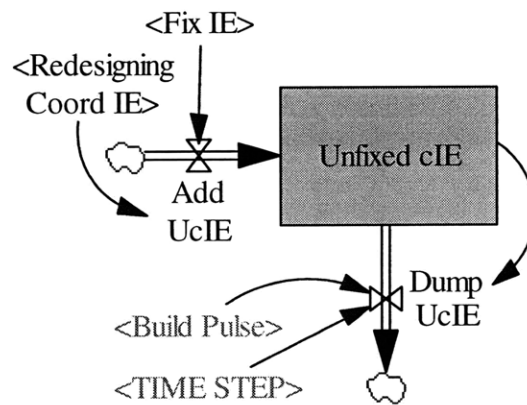 <Fix IE>
<Redesigning
Coord IE>
Unfixed cIE
Add
UcIE
Dump
UcIE
<Build Pulse>
<TIME STEP>